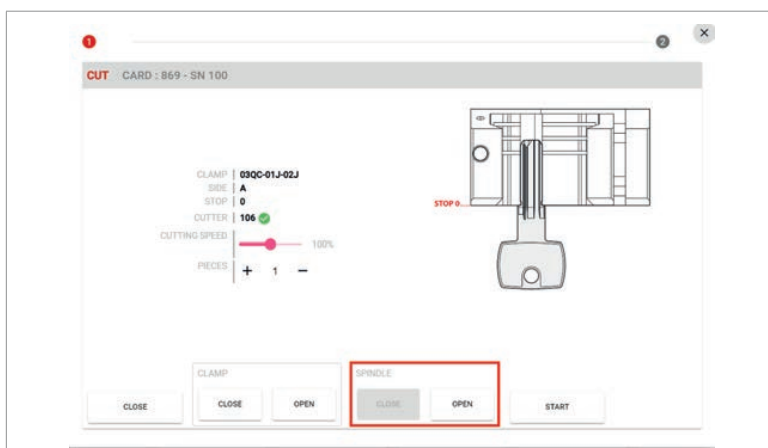 1
2
×
CUT CARD : 869 - SN 100
CLAMP 03QC-01J-02J
SIDE A
STOP 0
CUTTER 106
CUTTING SPEED 100%
PIECES + 1 −
STOP 0
CLAMP
SPINDLE
CLOSE
CLOSE
OPEN
CLOSE
OPEN
START